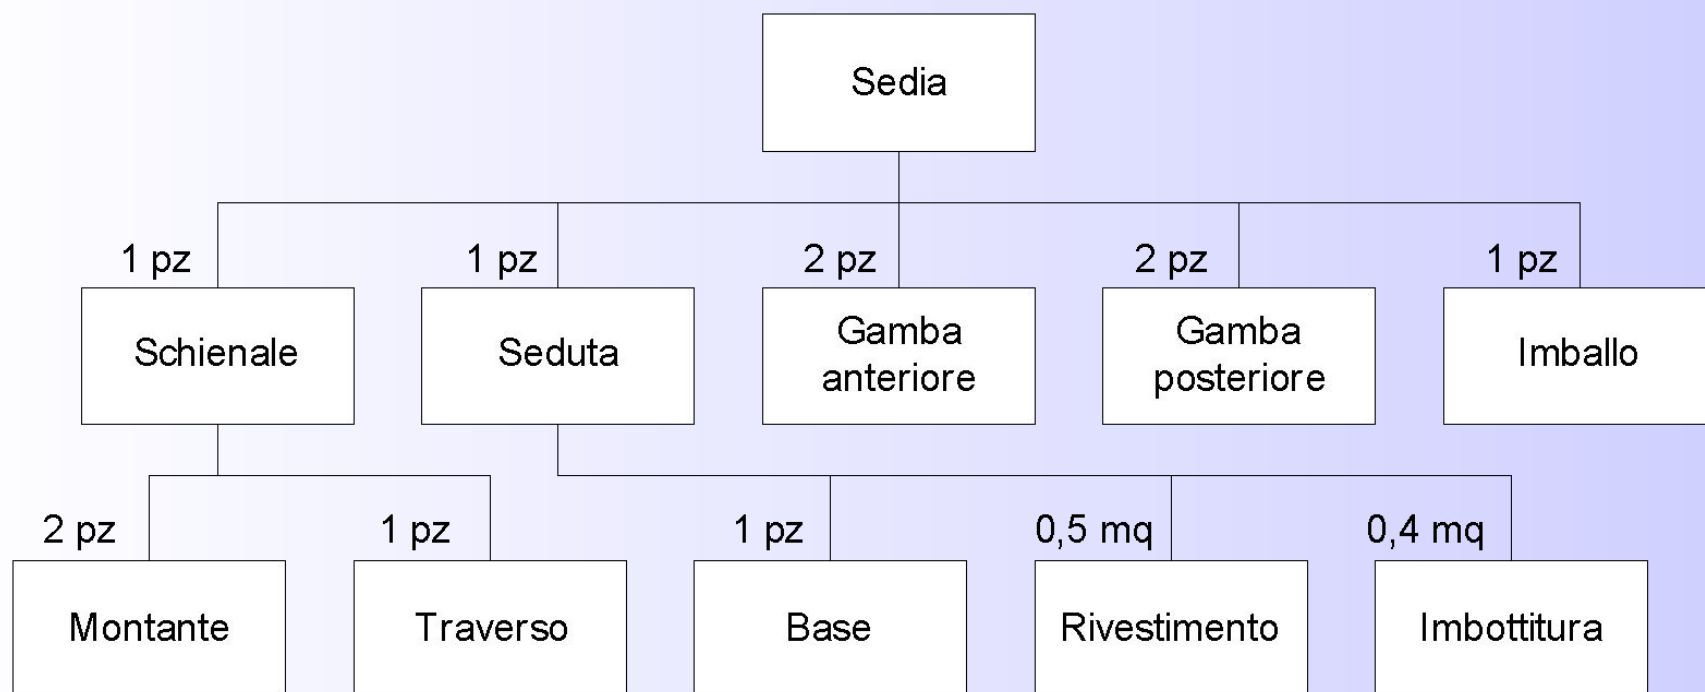 Sedia
1 pz
1 pz
2 pz
2 pz
1 pz
Schienale
Seduta
Gamba
anteriore
Gamba
posteriore
Imballo
2 pz
1 pz
1 pz
0,5 mq
0,4 mq
Montante
Traverso
Base
Rivestimento
Imbottitura